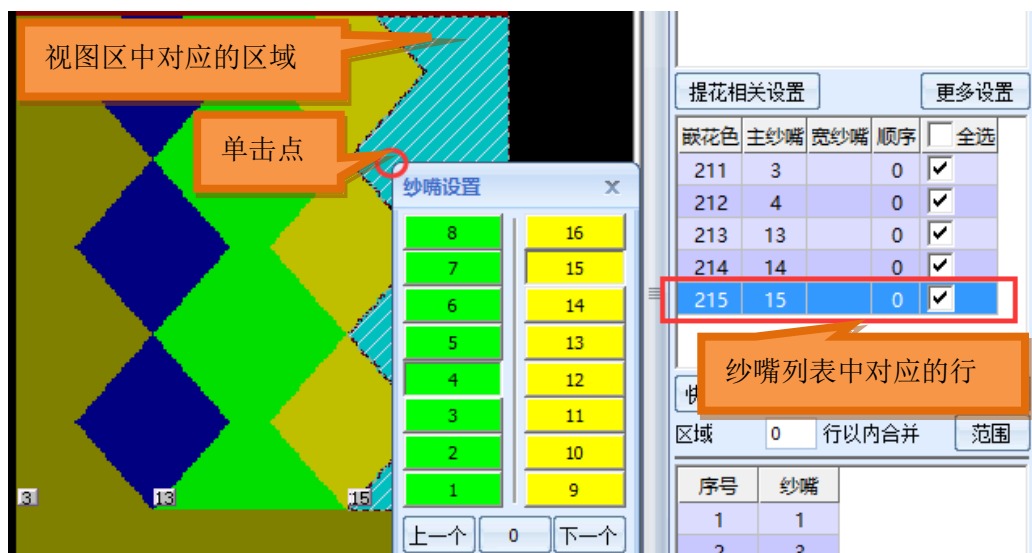 视图区中对应的区域
单击点
3
13
15
纱嘴设置 x
8 16
7 15
6 14
5 13
4 12
3 11
2 10
1 9
上一个 0 下一个
提花相关设置 更多设置
嵌花色 主纱嘴 宽纱嘴 顺序 全选
211 3 0
212 4 0
213 13 0
214 14 0
215 15 0
纱嘴列表中对应的行
区域 0 行以内合并 范围
序号 纱嘴
1 1
2 3